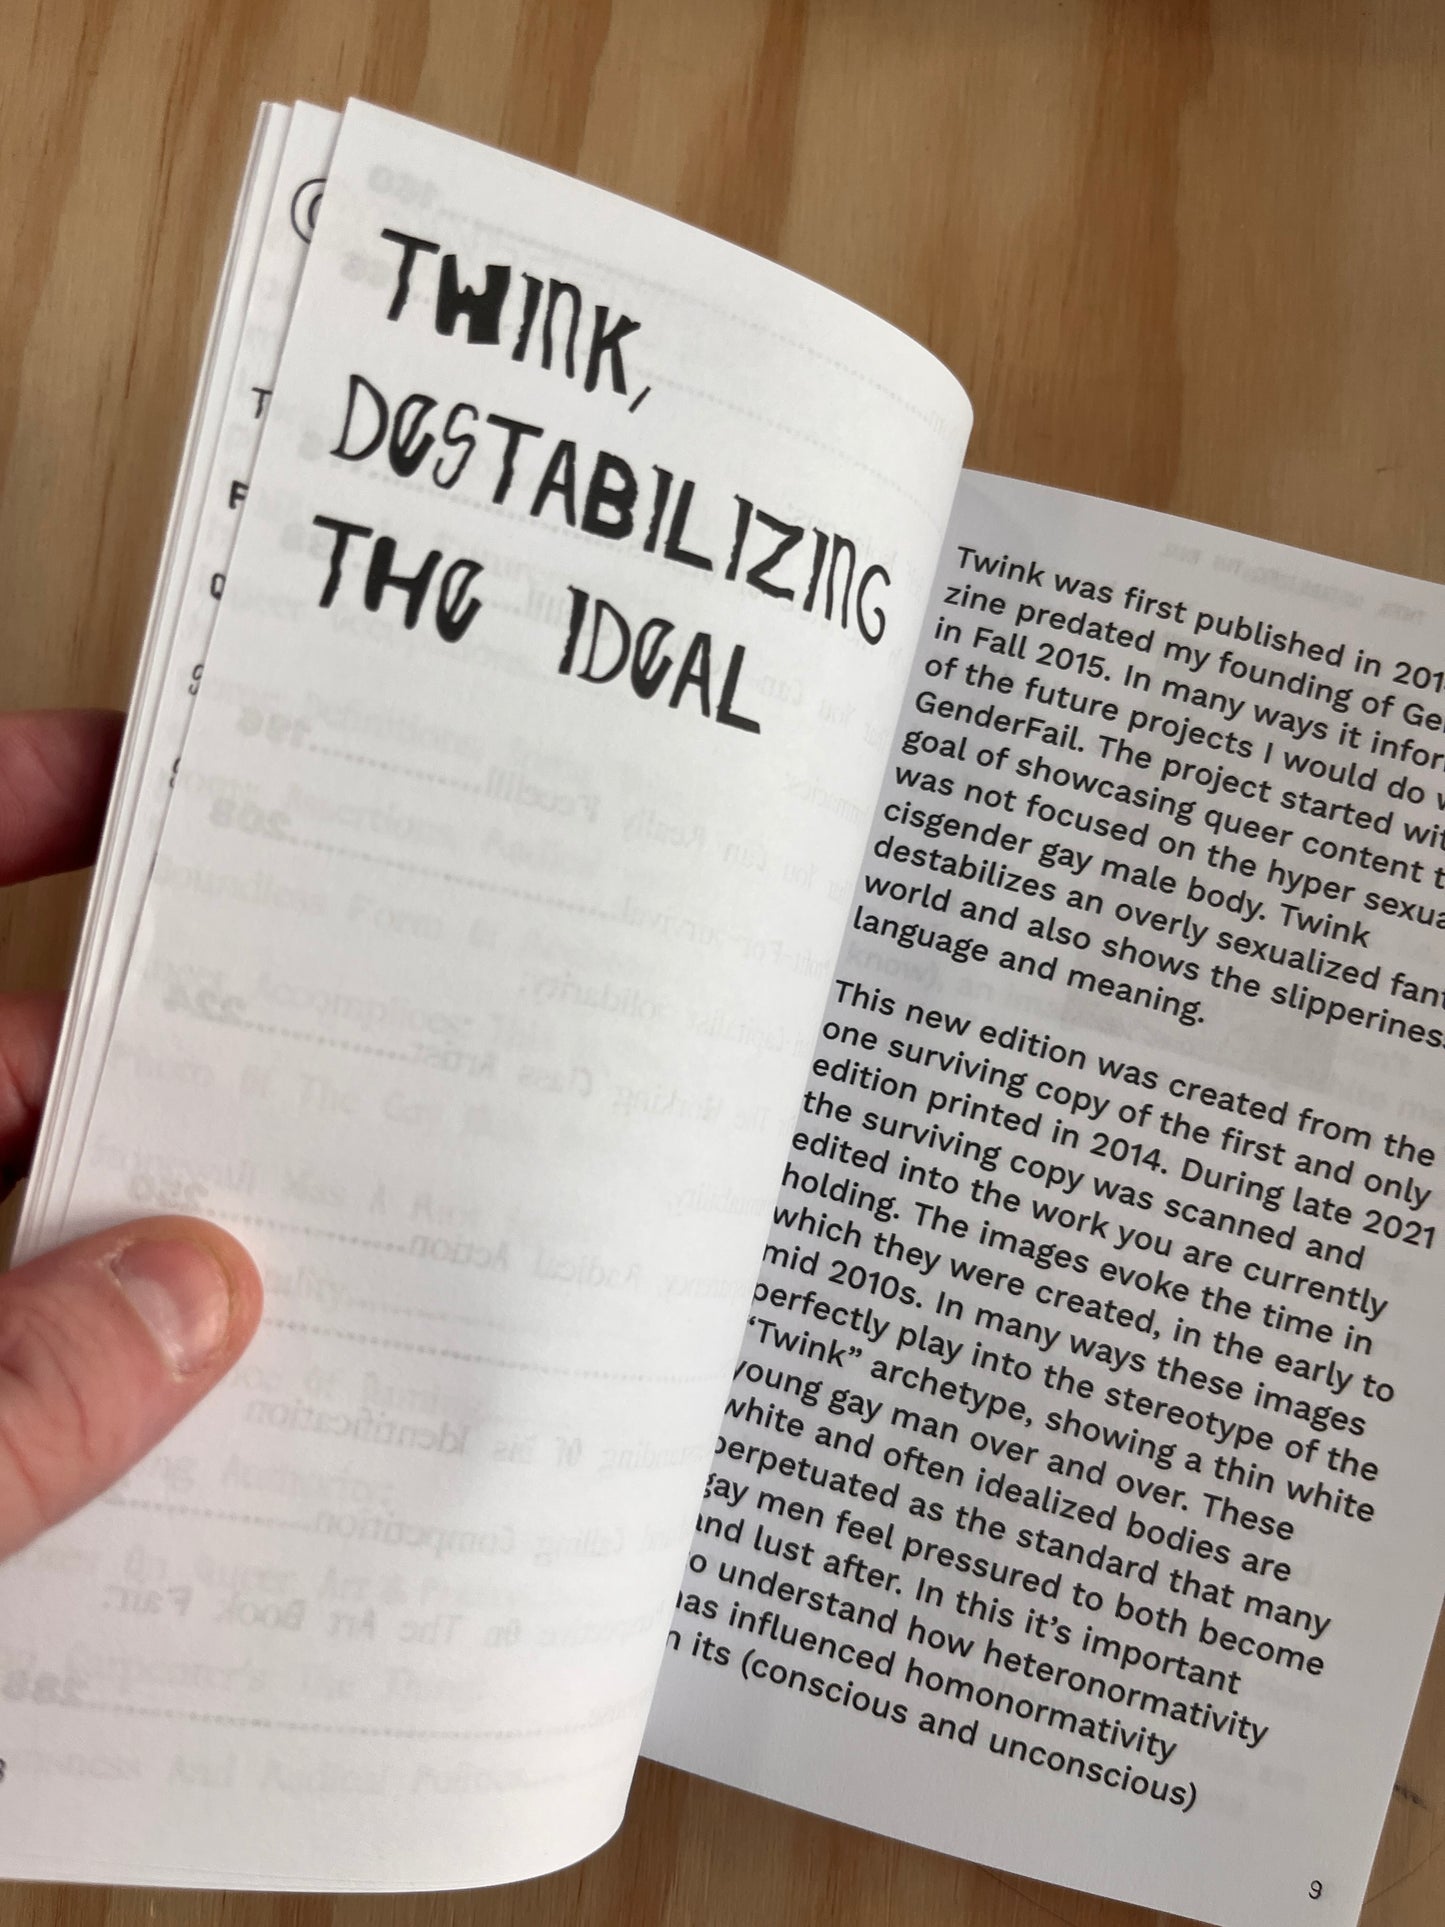 TWINK,
DESTABILIZING
THE IDEAL
Twink was first published in
zine predated my founding of
in Fall 2015. In many ways it
of the future projects I would do
GenderFail. The project started
goal of showcasing queer content
was not focused on the hyper
cisgender gay male body. Twink
destabilizes an overly sexualized
world and also shows the
language and meaning.
This new edition was created from the
one surviving copy of the first and only
edition printed in 2014. During late 2021
the surviving copy was scanned and
edited into the work you are currently
holding. The images evoke the time in
which they were created, in the early to
mid 2010s. In many ways these images
perfectly play into the stereotype of the
“Twink” archetype, showing a thin white
young gay man over and over. These
white and often idealized bodies are
perpetuated as the standard that many
gay men feel pressured to both become
and lust after. In this it’s important
to understand how heteronormativity
has influenced homonormativity
in its (conscious and unconscious)
9